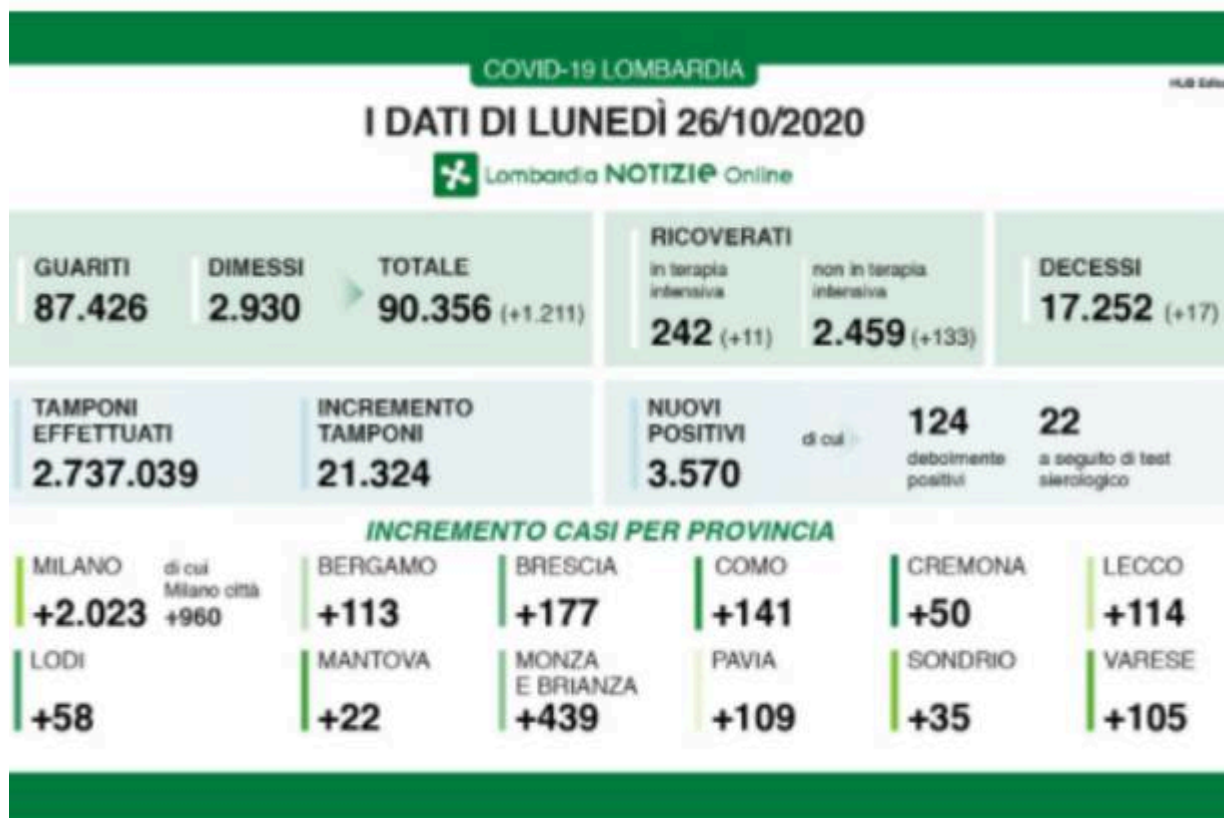 COVID-19 LOMBARDIA
HUB Edito
I DATI DI LUNEDÌ 26/10/2020
Lombardia NOTIZIE Online
GUARITI
87.426
DIMESSI
2.930
TOTALE
90.356 (+1.211)
RICOVERATI
in terapia
intensiva
242 (+11)
non in terapia
intensiva
2.459 (+133)
DECESSI
17.252 (+17)
TAMPONI
EFFETTUATI
2.737.039
INCREMENTO
TAMPONI
21.324
NUOVI
POSITIVI
3.570
di cui
124
debolmente
positivi
22
a seguito di test
sierologico
INCREMENTO CASI PER PROVINCIA
MILANO
+2.023
di cui
Milano città
+960
BERGAMO
+113
BRESCIA
+177
COMO
+141
CREMONA
+50
LECCO
+114
LODI
+58
MANTOVA
+22
MONZA
E BRIANZA
+439
PAVIA
+109
SONDRIO
+35
VARESE
+105